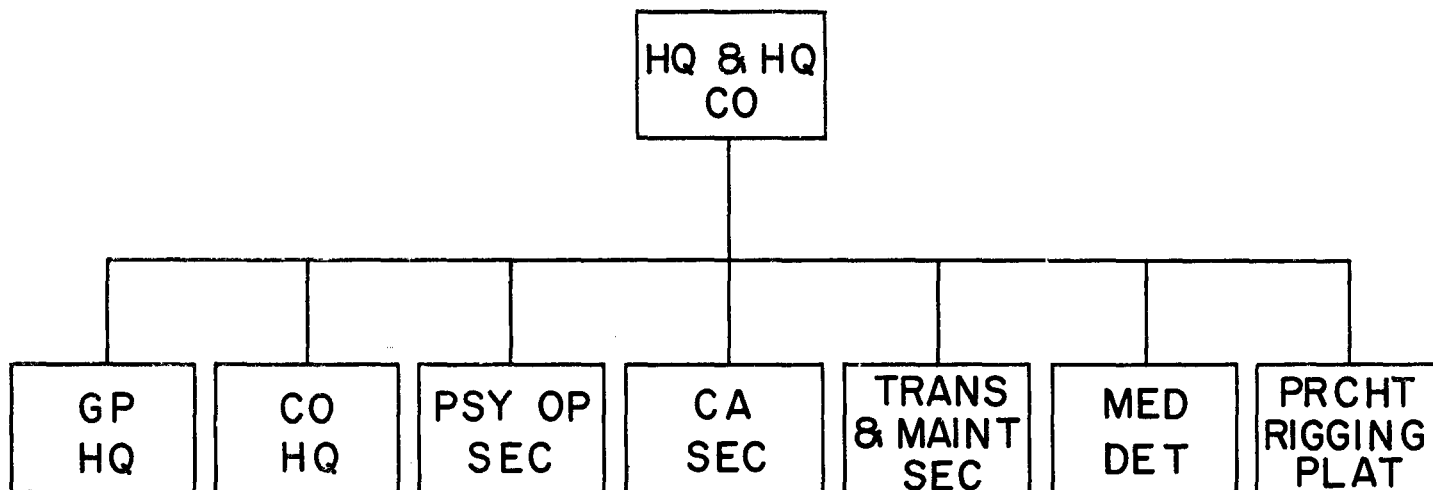 HQ & HQ
CO
GP
HQ
CO
HQ
PSY OP
SEC
CA
SEC
TRANS
& MAINT
SEC
MED
DET
PRCHT
RIGGING
PLAT